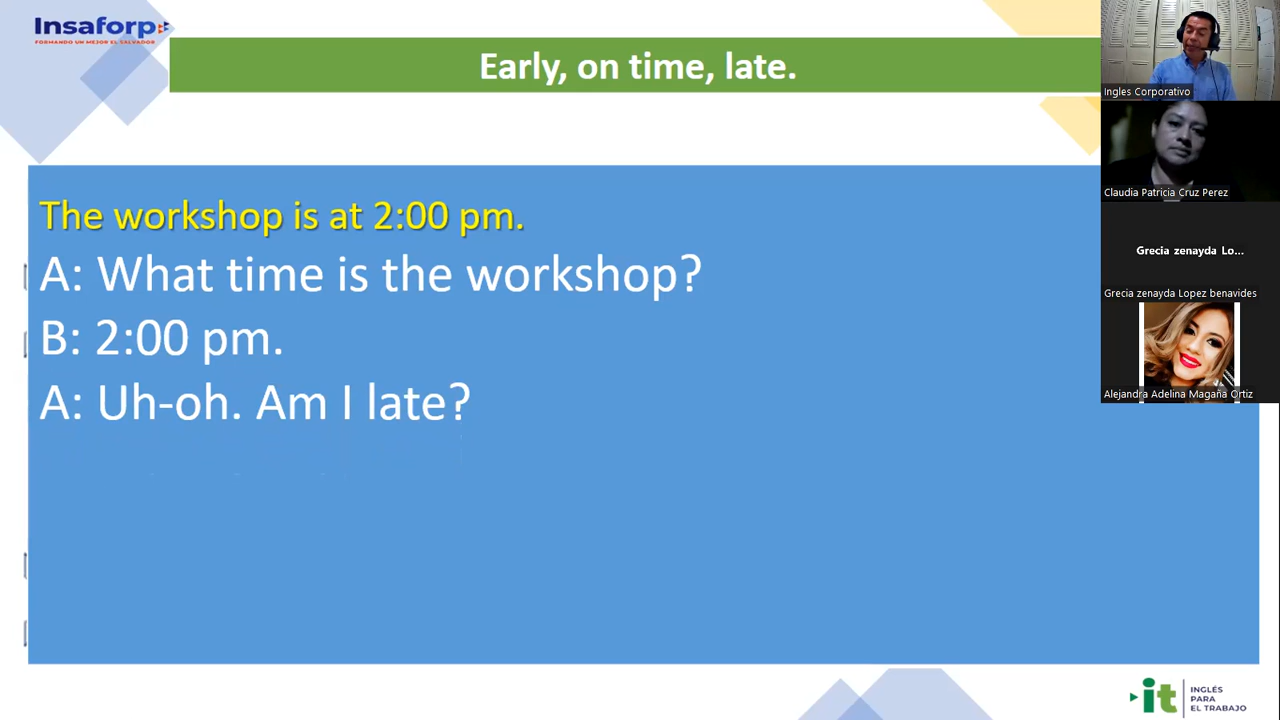 Insaforp
FORMANDO UN MEJOR EL SALVADOR
Early, on time, late.
The workshop is at 2:00 pm.
A: What time is the workshop?
B: 2:00 pm.
A: Uh-oh. Am I late?
Ingles Corporativo
Claudia Patricia Cruz Perez
Grecia zenayda Lo...
Grecia zenayda Lopez benavides
Alejandra Adelina Magaña Ortiz
it
INGLÉS
PARA
EL TRABAJO